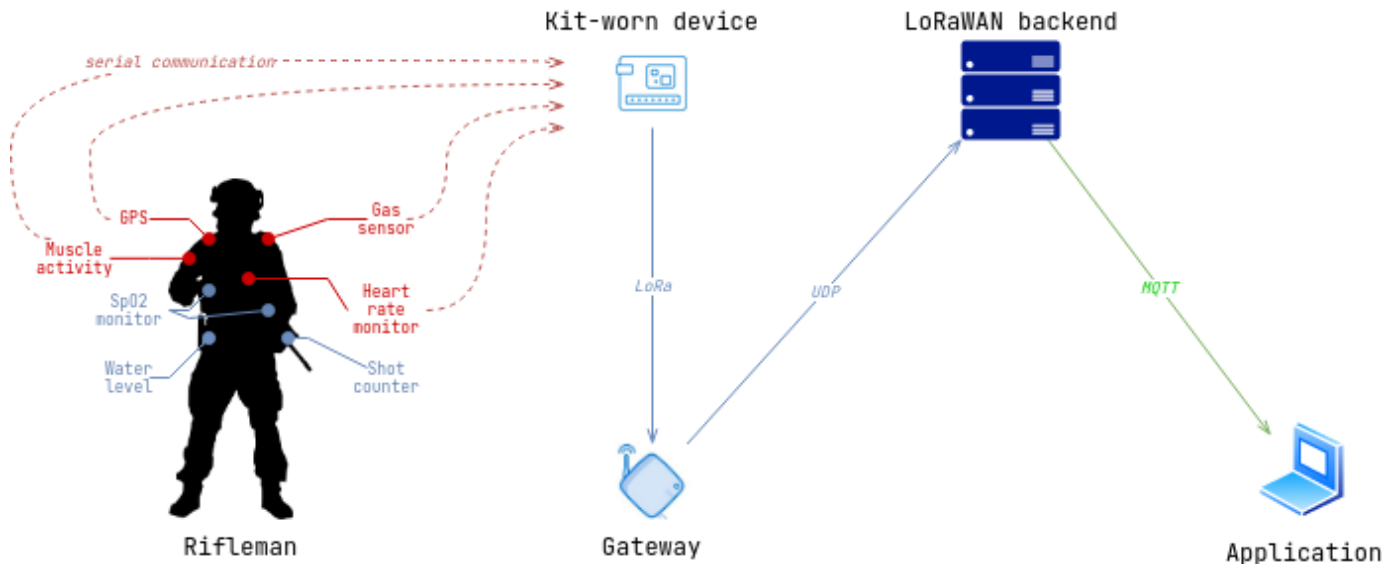 Kit-worn device
LoRaWAN backend
serial communication
GPS
Gas
sensor
Muscle
activity
SpO2
monitor
Heart
rate
monitor
Water
level
Shot
counter
LoRa
UDP
MQTT
Rifleman
Gateway
Application